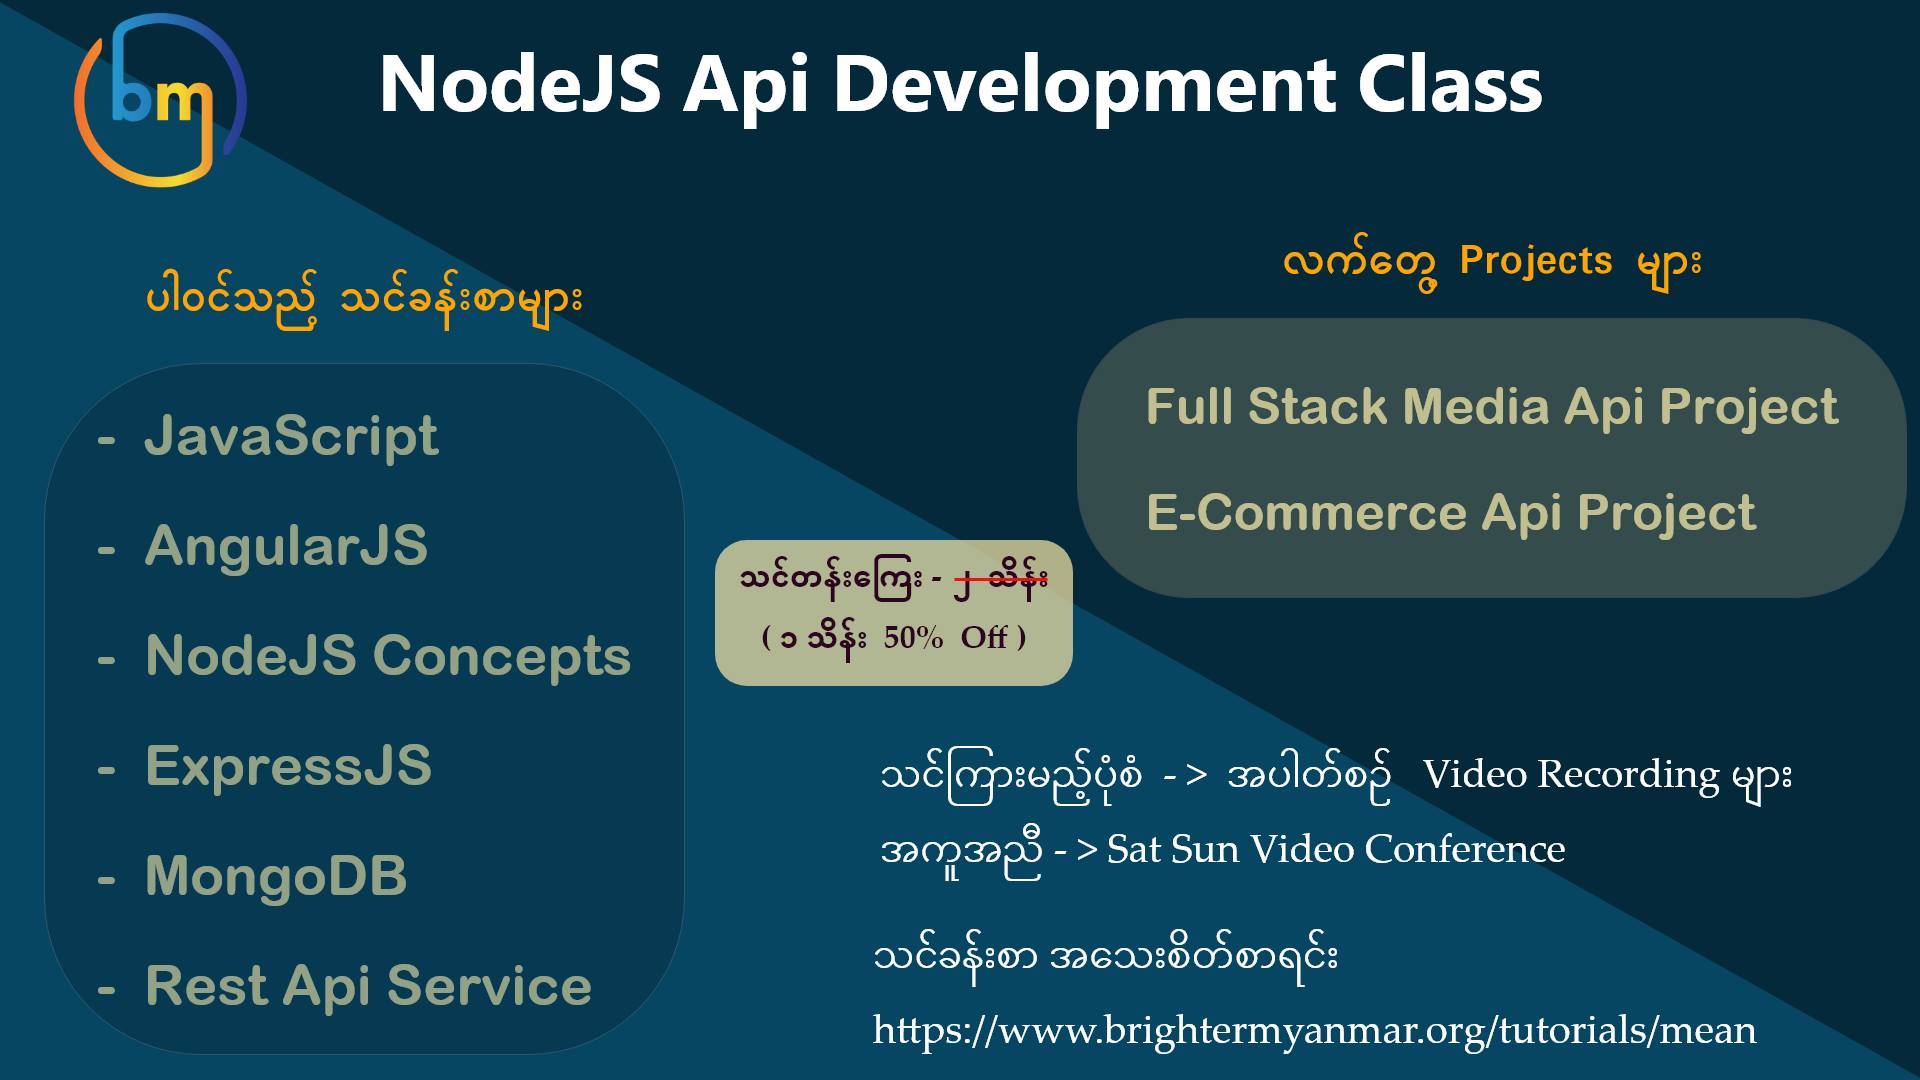 bm
NodeJS Api Development Class
ပါဝင်သည့် သင်ခန်းစာများ
- JavaScript
- AngularJS
- NodeJS Concepts
- ExpressJS
- MongoDB
- Rest Api Service
လက်တွေ့ Projects များ
Full Stack Media Api Project
E-Commerce Api Project
သင်တန်းကြေး - ၂ သိန်း
( ၁ သိန်း 50% Off )
သင်ကြားမည့်ပုံစံ - > အပါတ်စဉ် Video Recording များ
အကူအညီ - > Sat Sun Video Conference
သင်ခန်းစာ အသေးစိတ်စာရင်း
https://www.brightermyanmar.org/tutorials/mean